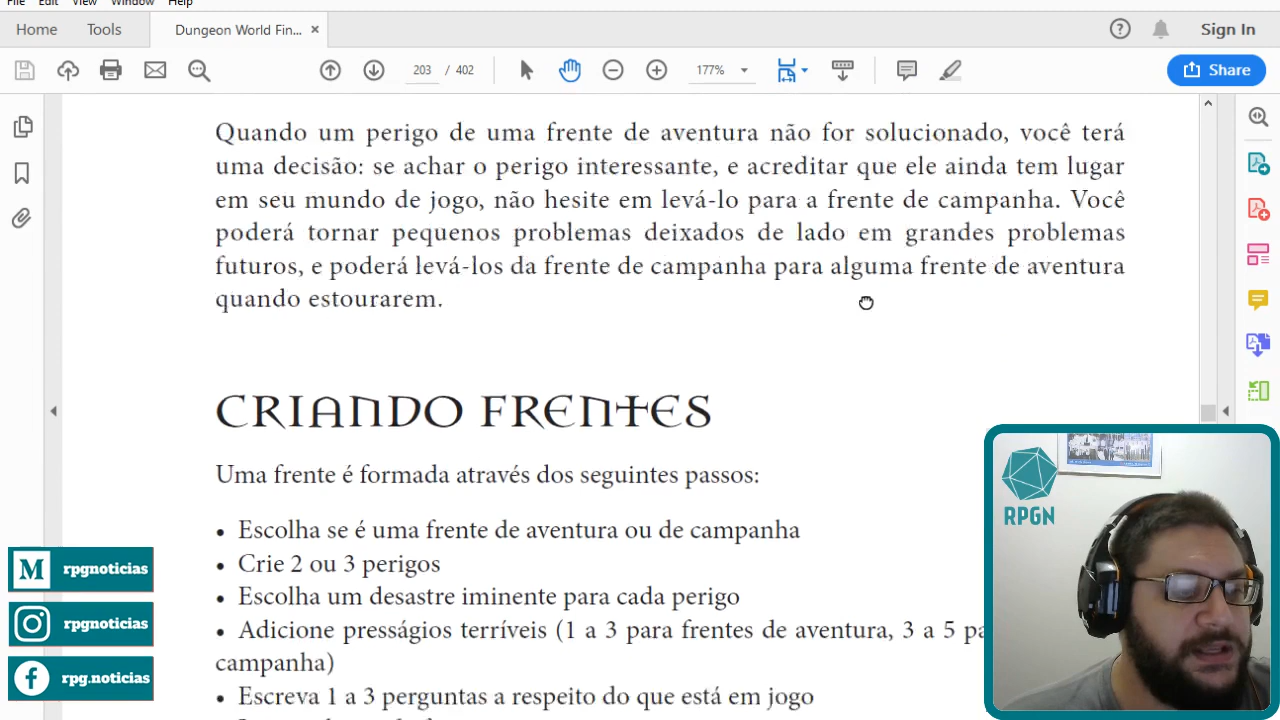 File Edit View Window Help
Home Tools Dungeon World Fin... × Sign In
203 / 402 177% Share
Quando um perigo de uma frente de aventura não for solucionado, você terá
uma decisão: se achar o perigo interessante, e acreditar que ele ainda tem lugar
em seu mundo de jogo, não hesite em levá-lo para a frente de campanha. Você
poderá tornar pequenos problemas deixados de lado em grandes problemas
futuros, e poderá levá-los da frente de campanha para alguma frente de aventura
quando estourarem.
CRIANDO FRENTES
Uma frente é formada através dos seguintes passos:
• Escolha se é uma frente de aventura ou de campanha
• Crie 2 ou 3 perigos
• Escolha um desastre iminente para cada perigo
• Adicione presságios terríveis (1 a 3 para frentes de aventura, 3 a 5
campanha)
• Escreva 1 a 3 perguntas a respeito do que está em jogo
RPGN
M rpgnoticias
rpgnoticias
rpg.noticias